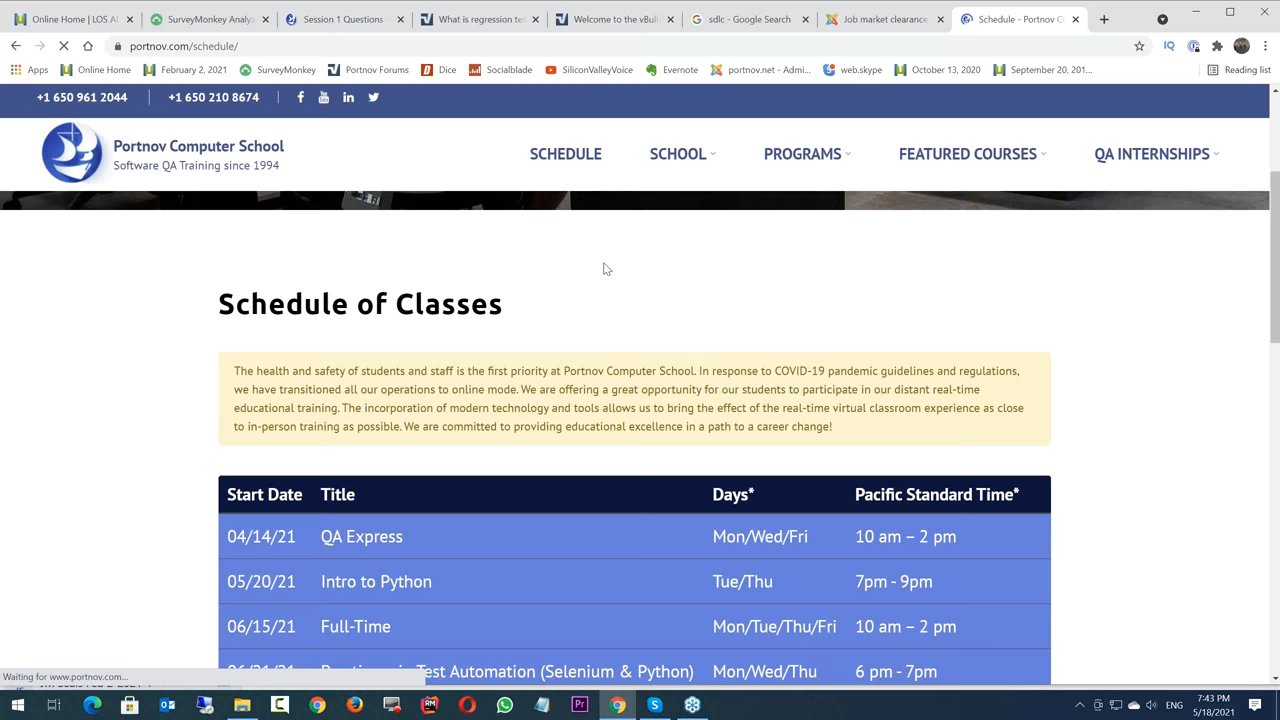 Online Home | LOS Al
SurveyMonkey Analy
Session 1 Questions -
What is regression tes
Welcome to the vBull
sdlc - Google Search
Job market clearance.
Schedule - Portnov Co
portnov.com/schedule/
Apps
Online Home
February 2, 2021
SurveyMonkey
Portnov Forums
Dice
Socialblade
SiliconValleyVoice
Evernote
portnov.net - Admi...
web.skype
October 13, 2020
September 20, 201...
Reading list
+1 650 961 2044
+1 650 210 8674
Portnov Computer School
Software QA Training since 1994
SCHEDULE
SCHOOL
PROGRAMS
FEATURED COURSES
QA INTERNSHIPS
Schedule of Classes
The health and safety of students and staff is the first priority at Portnov Computer School. In response to COVID-19 pandemic guidelines and regulations,
we have transitioned all our operations to online mode. We are offering a great opportunity for our students to participate in our distant real-time
educational training. The incorporation of modern technology and tools allows us to bring the effect of the real-time virtual classroom experience as close
to in-person training as possible. We are committed to providing educational excellence in a path to a career change!
Start Date Title Days* Pacific Standard Time*
04/14/21 QA Express Mon/Wed/Fri 10 am – 2 pm
05/20/21 Intro to Python Tue/Thu 7pm - 9pm
06/15/21 Full-Time Mon/Tue/Thu/Fri 10 am – 2 pm
Test Automation (Selenium & Python) Mon/Wed/Thu 6 pm - 7pm
Waiting for www.portnov.com...
ENG
7:43 PM
5/18/2021